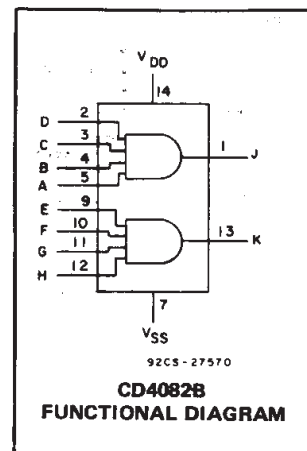 VDD
14
D 2
C 3
B 4
A 5
1 J
E 9
F 10
G 11
H 12
13 K
7
VSS
92CS-27570
CD4082B
FUNCTIONAL DIAGRAM